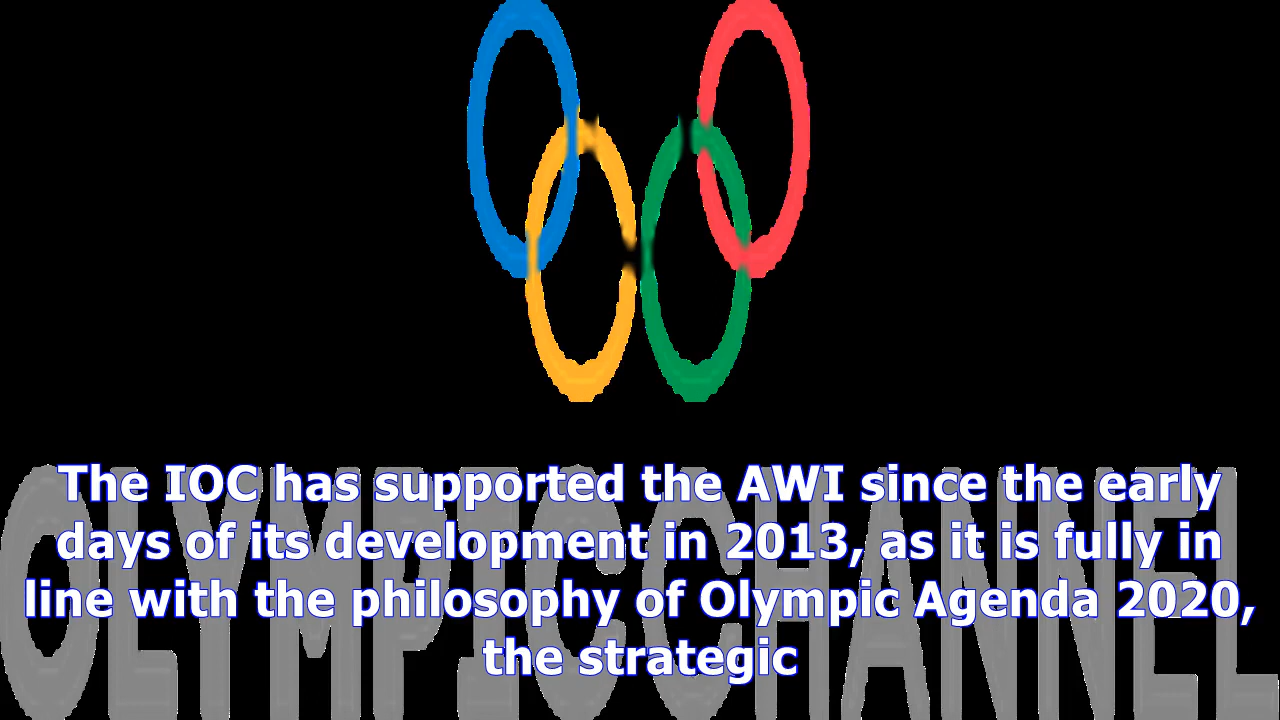 The IOC has supported the AWI since the early
days of its development in 2013, as it is fully in
line with the philosophy of Olympic Agenda 2020,
the strategic
OLYMPIC CHANNEL